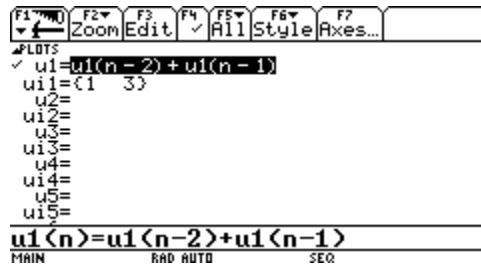 F1 F2 Zoom F3 Edit F4 ✓ F5 All F6 Style F7 Axes...
PLOTS
✓ u1=u1(n - 2) + u1(n - 1)
ui1={1 3}
u2=
ui2=
u3=
ui3=
u4=
ui4=
u5=
ui5=
u1(n)=u1(n-2)+u1(n-1)
MAIN RAD AUTO SEQ